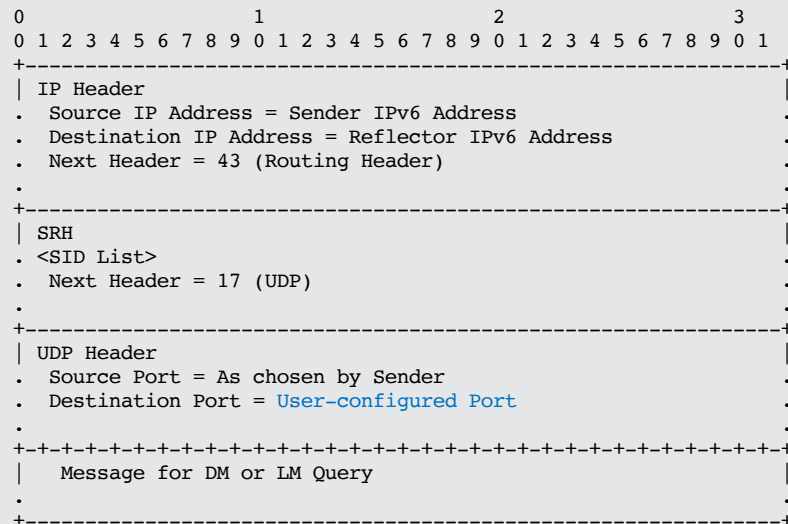 0                   1                   2                   3
0 1 2 3 4 5 6 7 8 9 0 1 2 3 4 5 6 7 8 9 0 1 2 3 4 5 6 7 8 9 0 1
+---------------------------------------------------------------+
| IP Header                                                     |
.  Source IP Address = Sender IPv6 Address                      .
.  Destination IP Address = Reflector IPv6 Address              .
.  Next Header = 43 (Routing Header)                            .
.                                                               .
+---------------------------------------------------------------+
| SRH                                                           |
. <SID List>                                                    .
.  Next Header = 17 (UDP)                                       .
.                                                               .
+---------------------------------------------------------------+
| UDP Header                                                    |
.  Source Port = As chosen by Sender                            .
.  Destination Port = User-configured Port                      .
.                                                               .
+-+-+-+-+-+-+-+-+-+-+-+-+-+-+-+-+-+-+-+-+-+-+-+-+-+-+-+-+-+-+-+-+
|   Message for DM or LM Query                                  |
.                                                               .
+---------------------------------------------------------------+